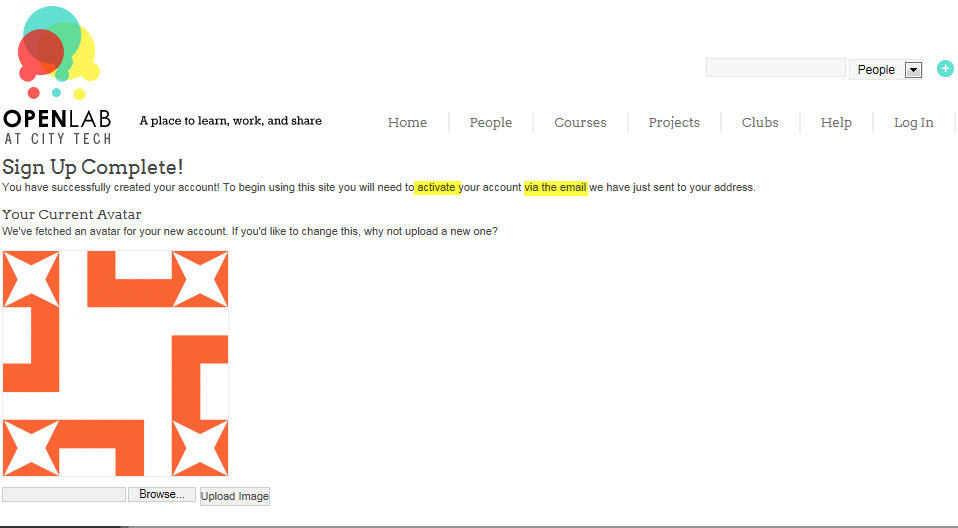 People
OPENLAB
AT CITY TECH
A place to learn, work, and share
Home People Courses Projects Clubs Help Log In
Sign Up Complete!
You have successfully created your account! To begin using this site you will need to activate your account via the email we have just sent to your address.
Your Current Avatar
We've fetched an avatar for your new account. If you'd like to change this, why not upload a new one?
Browse... Upload Image